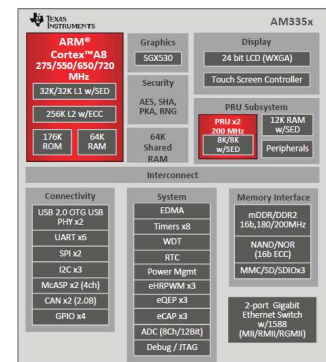 TEXAS INSTRUMENTS
AM335x
ARM®
Cortex™A8
275/550/650/720
MHz
32K/32K L1 w/SED
256K L2 w/ECC
176K
ROM
64K
RAM
Graphics
SGX530
Security
AES, SHA,
PKA, RNG
64K
Shared
RAM
Display
24 bit LCD (WXGA)
Touch Screen Controller
PRU Subsystem
PRU x2
200 MHz
8K/8K
w/SED
12K RAM
w/SED
Peripherals
Interconnect
Connectivity
USB 2.0 OTG USB
PHY x2
UART x6
SPI x2
I2C x3
McASP x2 (4ch)
CAN x2 (2.0B)
GPIO x4
System
EDMA
Timers x8
WDT
RTC
Power Mgmt
eHRPWM x3
eQEP x3
eCAP x3
ADC (8Ch/12Bit)
Debug / JTAG
Memory Interface
mDDR/DDR2
16b,180/200MHz
NAND/NOR
(16b ECC)
MMC/SD/SDIOx3
2-port Gigabit
Ethernet Switch
w/1588
(MII/RMII/RGMII)